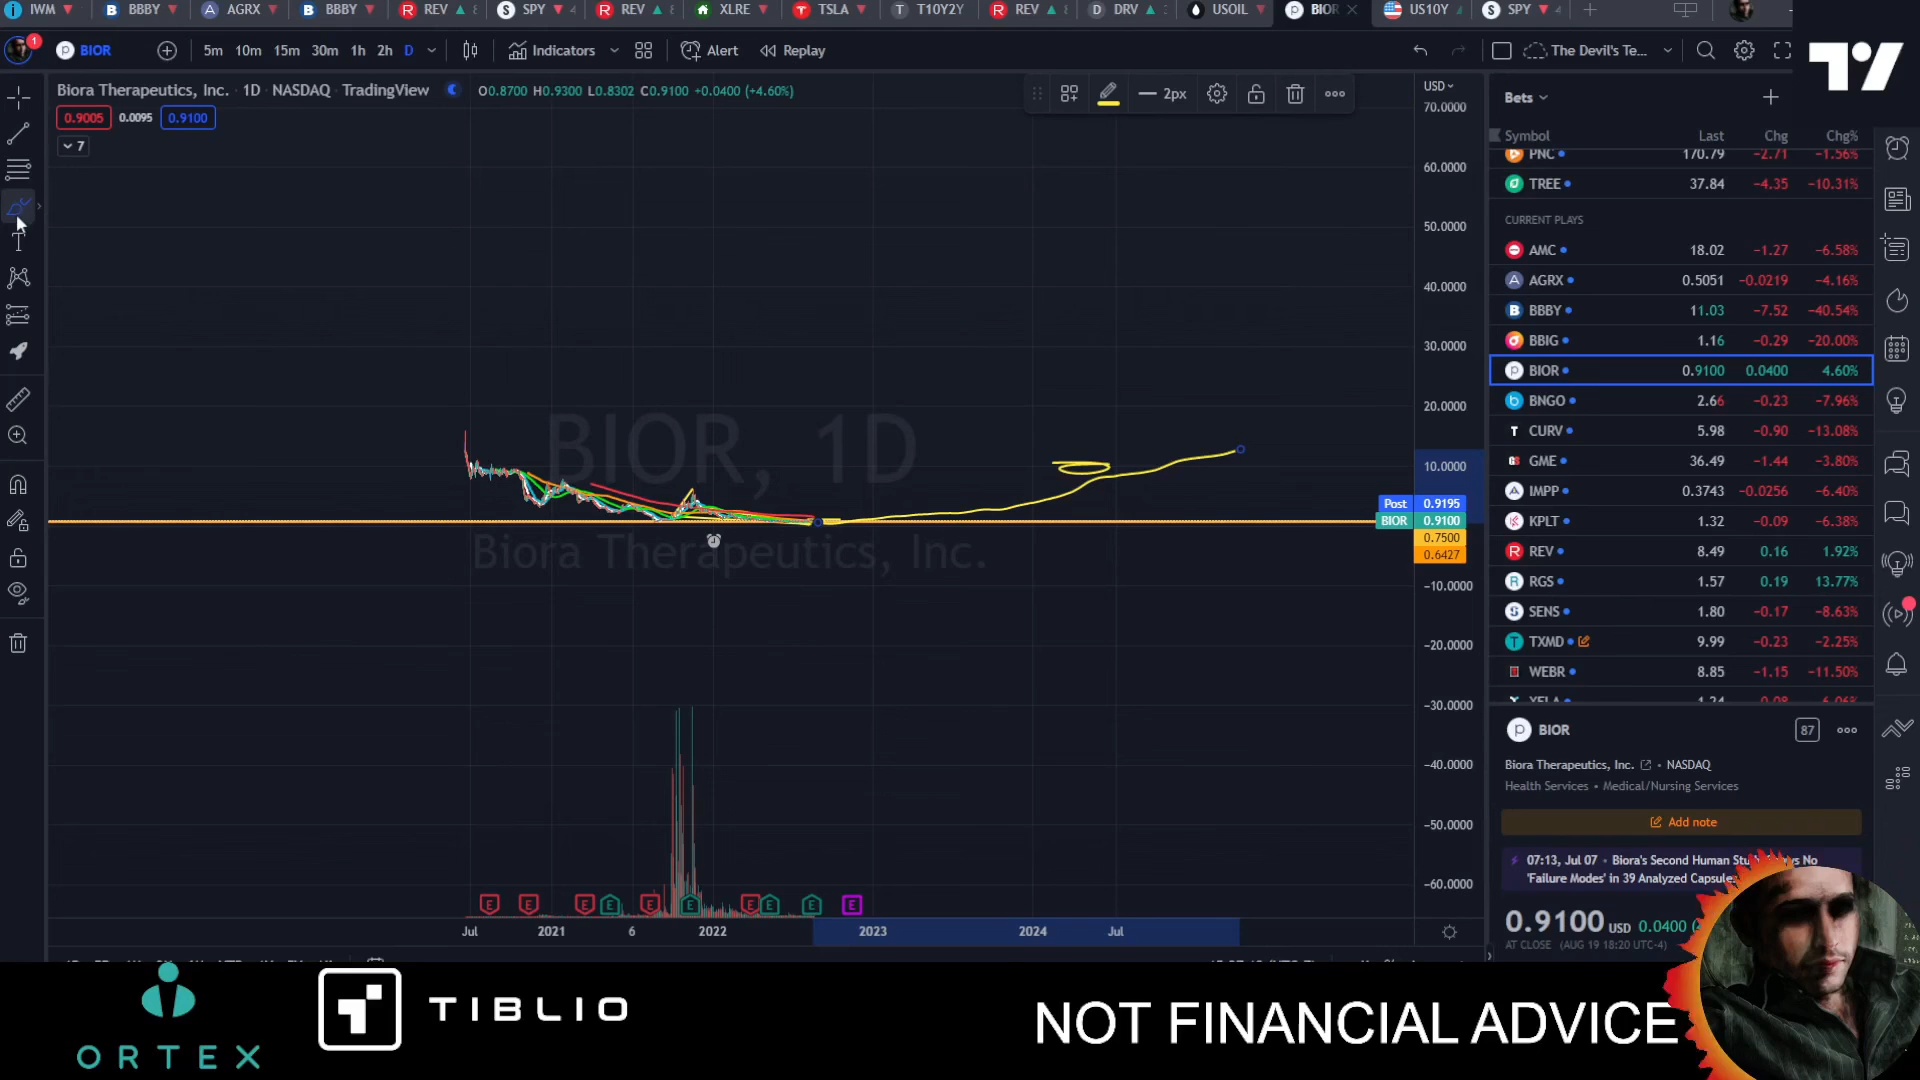 IWM BBBY AGRX BBBY REV SPY REV XLRE TSLA T10Y2Y REV DRV USOIL BIOR US10Y SPY
1 BIOR 5m 10m 15m 30m 1h 2h D Indicators Alert Replay The Devil's Te...
Biora Therapeutics, Inc. · 1D · NASDAQ · TradingView O0.8700 H0.9300 L0.8302 C0.9100 +0.0400 (+4.60%)
2px
0.9005 0.0095 0.9100
7
USD
70.0000
60.0000
50.0000
40.0000
30.0000
20.0000
10.0000
Post 0.9195
BIOR 0.9100
0.7500
0.6427
−10.0000
−20.0000
−30.0000
−40.0000
−50.0000
−60.0000
BIOR, 1D
Biora Therapeutics, Inc.
E E E E E E E E E E
Jul 2021 6 2022 2023 2024 Jul
Bets
Symbol Last Chg Chg%
PNC 170.79 −2.71 −1.56%
TREE 37.84 −4.35 −10.31%
CURRENT PLAYS
AMC 18.02 −1.27 −6.58%
AGRX 0.5051 −0.0219 −4.16%
BBBY 11.03 −7.52 −40.54%
BBIG 1.16 −0.29 −20.00%
BIOR 0.9100 0.0400 4.60%
BNGO 2.66 −0.23 −7.96%
CURV 5.98 −0.90 −13.08%
GME 36.49 −1.44 −3.80%
IMPP 0.3743 −0.0256 −6.40%
KPLT 1.32 −0.09 −6.38%
REV 8.49 0.16 1.92%
RGS 1.57 0.19 13.77%
SENS 1.80 −0.17 −8.63%
TXMD 9.99 −0.23 −2.25%
WEBR 8.85 −1.15 −11.50%
BIOR 87
Biora Therapeutics, Inc. • NASDAQ
Health Services • Medical/Nursing Services
Add note
07:13, Jul 07 • Biora's Second Human No
'Failure Modes' in 39 Analyzed Capsule
0.9100 USD 0.0400
AT CLOSE (AUG 19 18:20 UTC-4)
ORTEX
TIBLIO
NOT FINANCIAL ADVICE